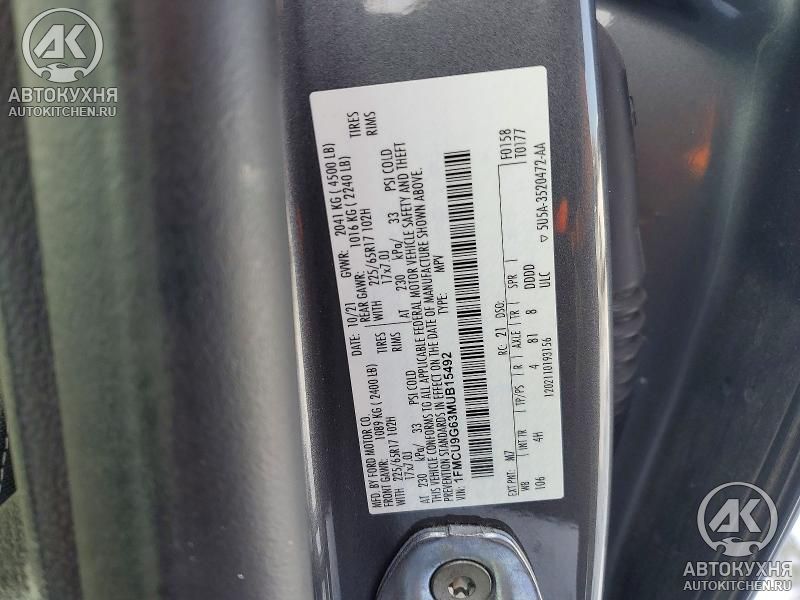 AK
АВТОКУХНЯ
AUTOKITCHEN.RU
MFD. BY FORD MOTOR CO.
DATE: 10/21 GVWR: 2041 KG ( 4500 LB)
FRONT GAWR: 1089 KG ( 2400 LB) REAR GAWR: 1016 KG ( 2240 LB)
WITH 225/65R17 102H TIRES WITH 225/65R17 102H TIRES
17x7.0J RIMS 17x7.0J RIMS
AT 230 kPa/ 33 PSI COLD AT 230 kPa/ 33 PSI COLD
THIS VEHICLE CONFORMS TO ALL APPLICABLE FEDERAL MOTOR VEHICLE SAFETY AND THEFT
PREVENTION STANDARDS IN EFFECT ON THE DATE OF MANUFACTURE SHOWN ABOVE.
VIN: 1FMCU9G63MUB15492 TYPE: MPV
F0158
T0177
EXT PNT: M7 RC: 21 DSO:
WB INT TR TP/PS R AXLE TR SPR
106 4H 4 81 8 DDDD
ULC
1202110193156 ▽ 5U5A-3520472-AA
AK
АВТОКУХНЯ
AUTOKITCHEN.RU